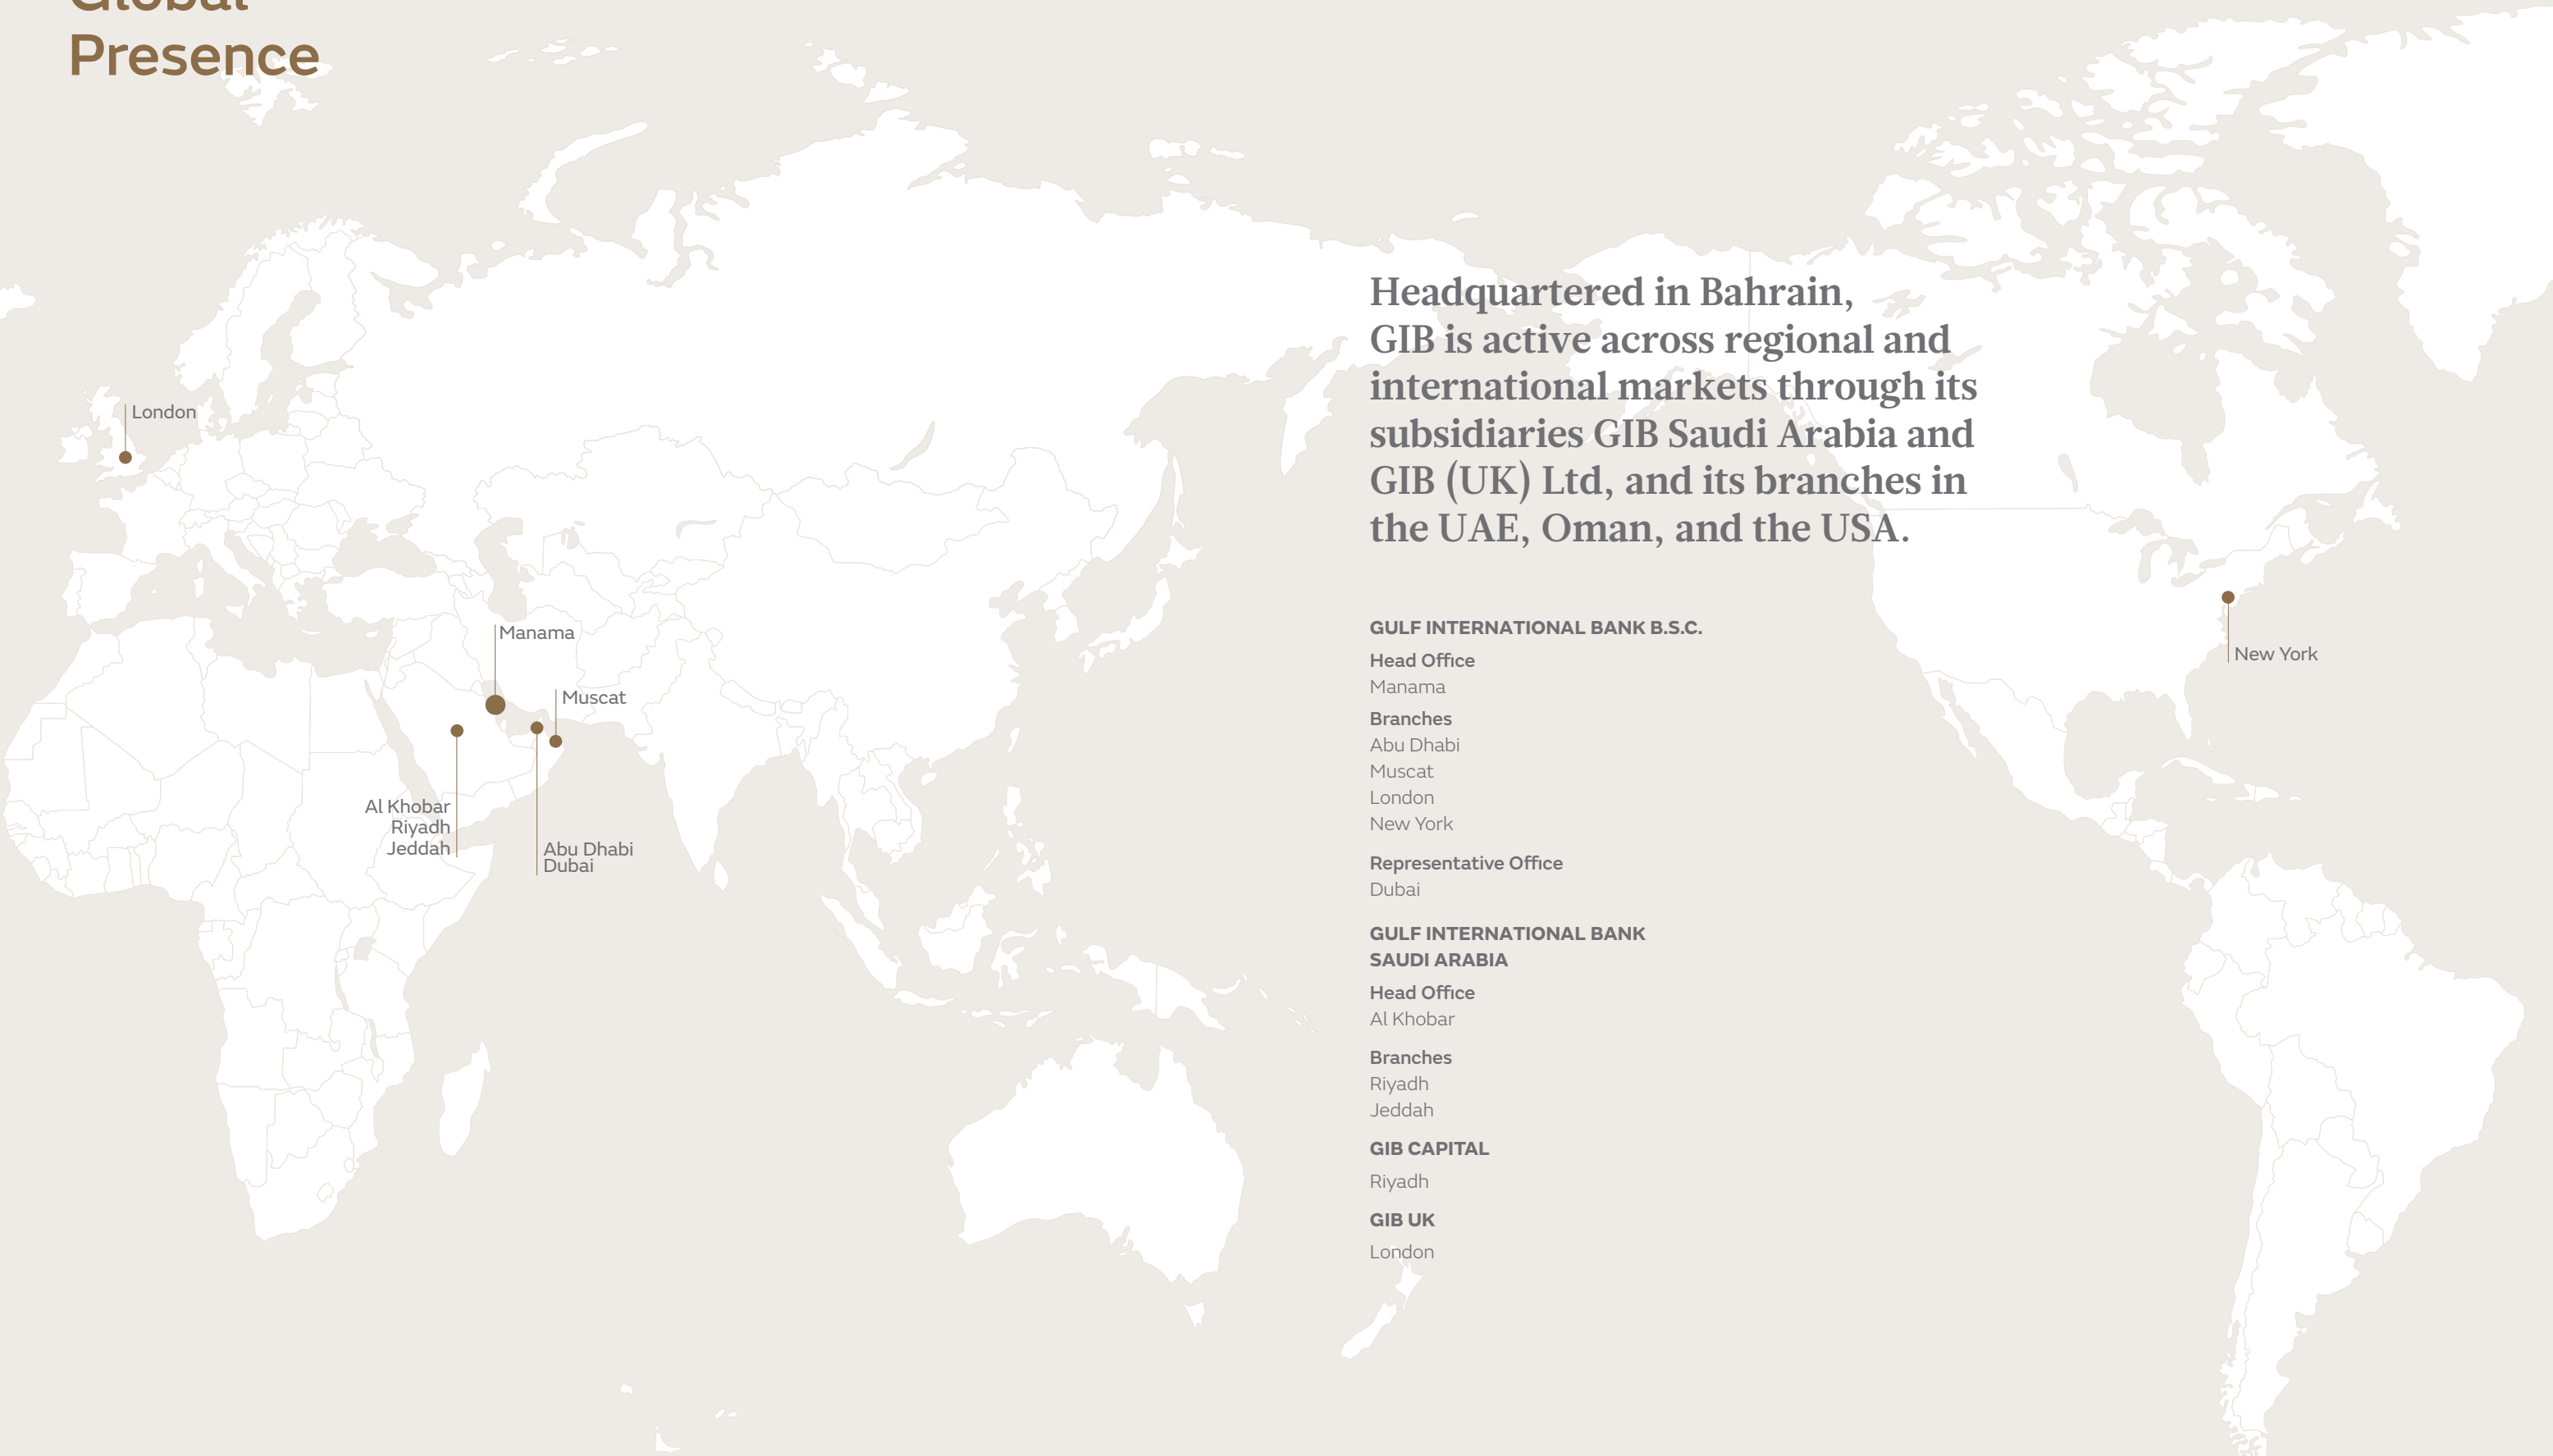 Global
Presence
London
Manama
Muscat
Al Khobar
Riyadh
Jeddah
Abu Dhabi
Dubai
Headquartered in Bahrain,
GIB is active across regional and
international markets through its
subsidiaries GIB Saudi Arabia and
GIB (UK) Ltd, and its branches in
the UAE, Oman, and the USA.
GULF INTERNATIONAL BANK B.S.C.
Head Office
Manama
Branches
Abu Dhabi
Muscat
London
New York
Representative Office
Dubai
GULF INTERNATIONAL BANK
SAUDI ARABIA
Head Office
Al Khobar
Branches
Riyadh
Jeddah
GIB CAPITAL
Riyadh
GIB UK
London
New York